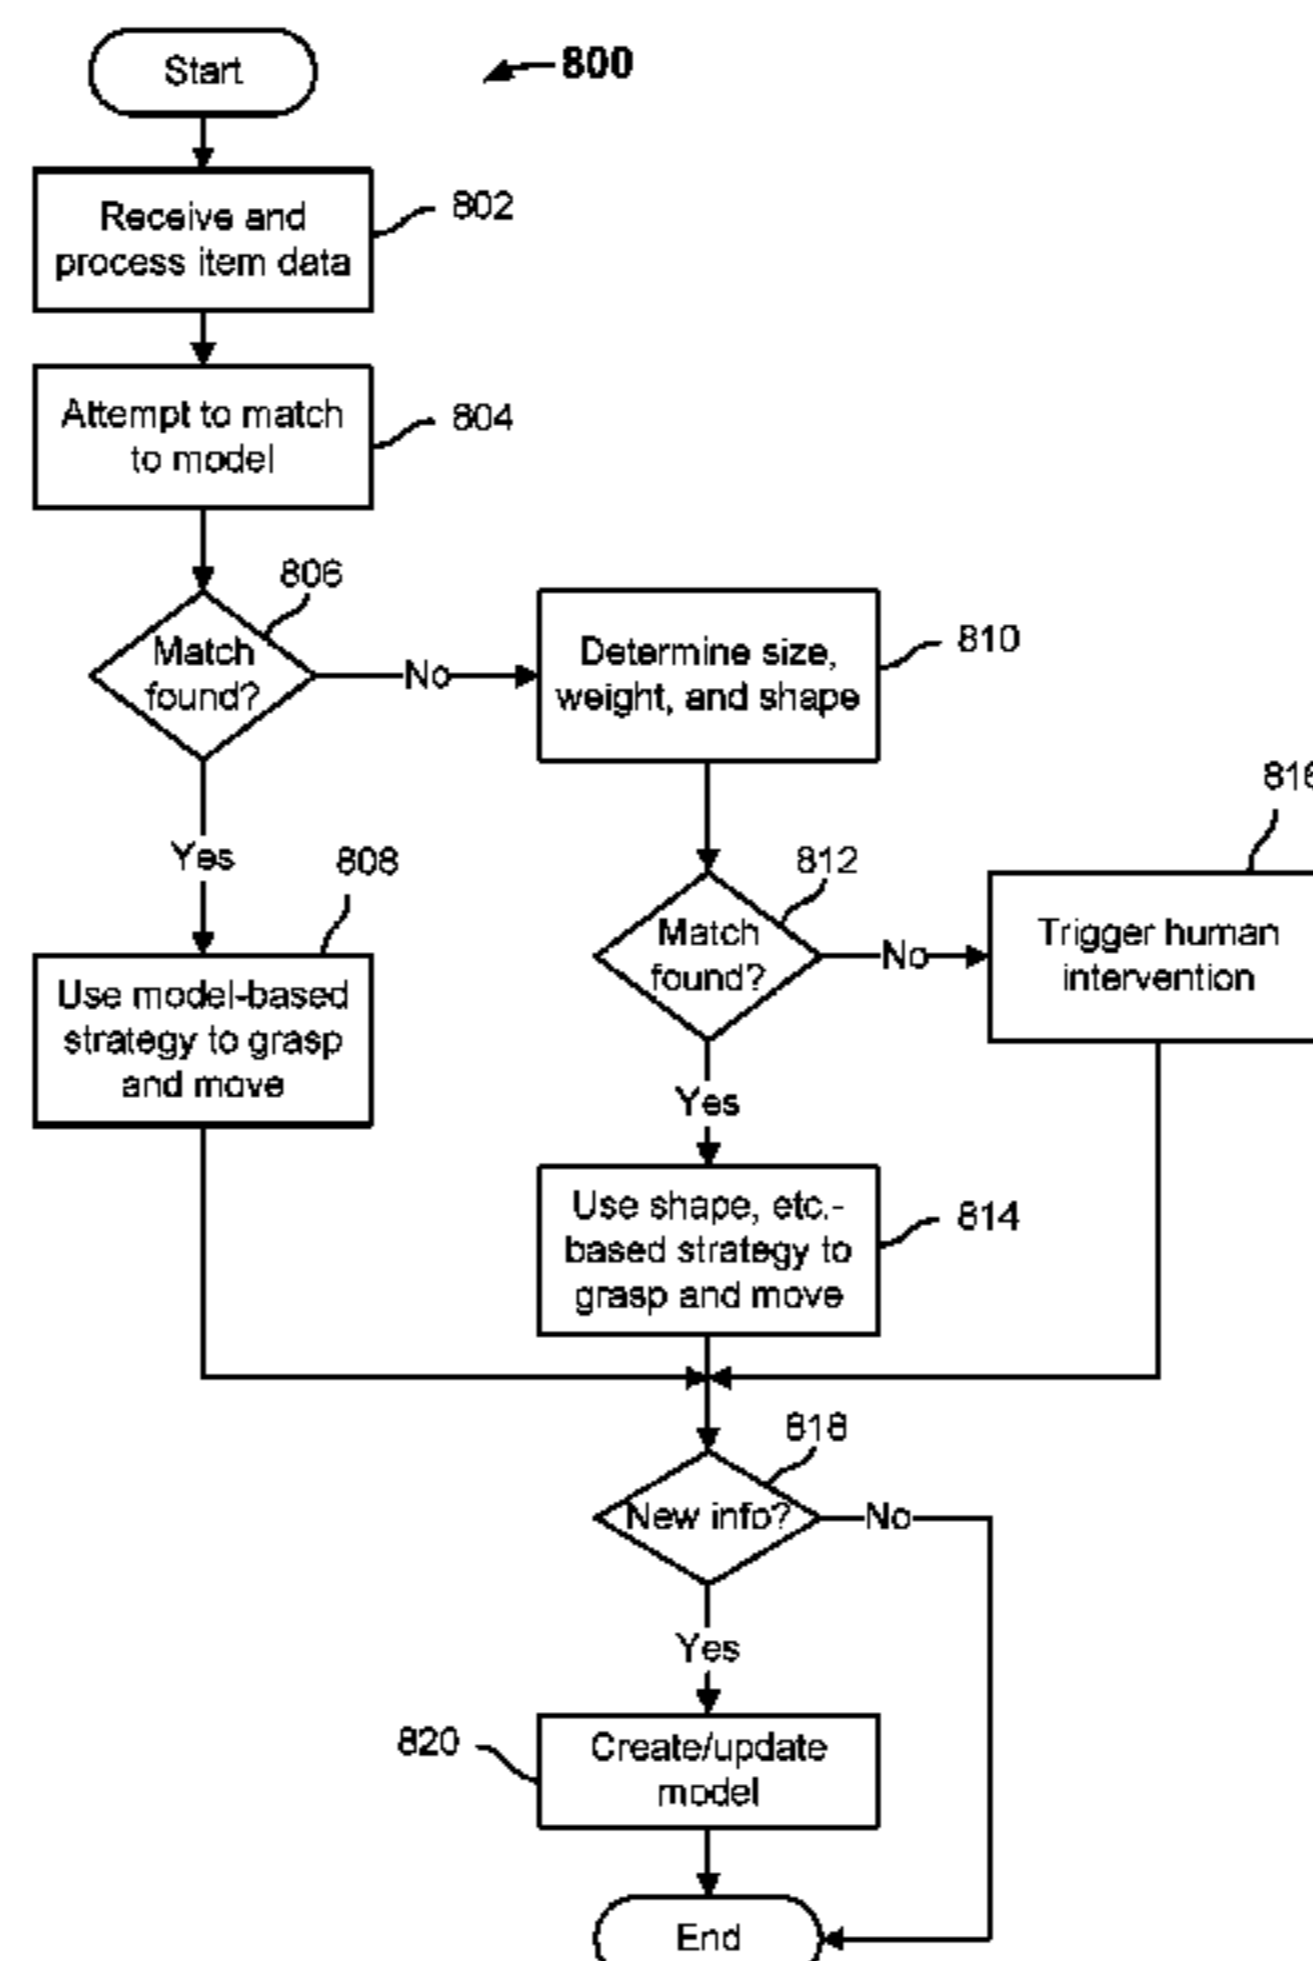 Start
800
Receive and
process item data
802
Attempt to match
to model
804
806
Match
found?
No
Determine size,
weight, and shape
810
Yes
808
812
816
Use model-based
strategy to grasp
and move
Match
found?
No
Trigger human
intervention
Yes
Use shape, etc.-
based strategy to
grasp and move
814
818
New info?
No
Yes
820
Create/update
model
End